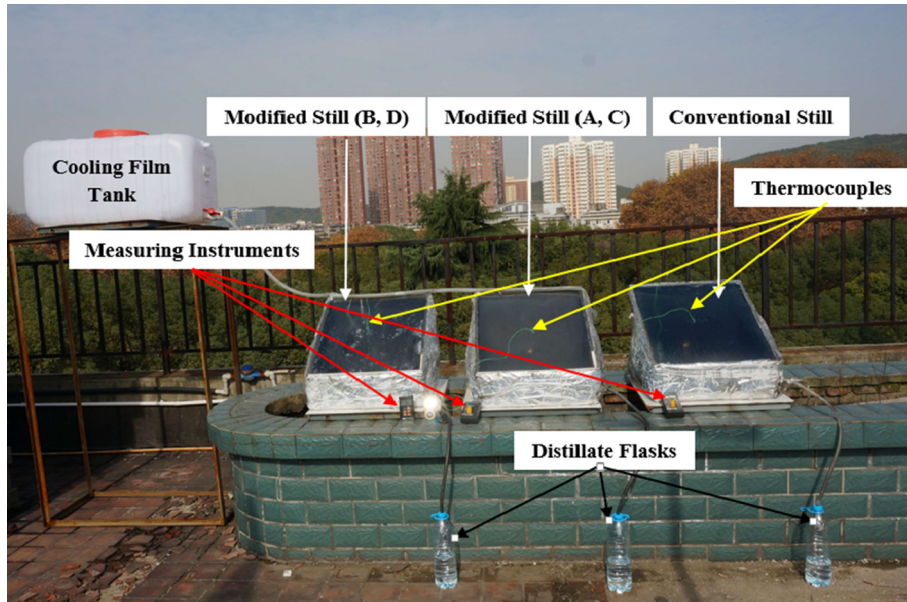 Modified Still (B, D)
Modified Still (A, C)
Conventional Still
Cooling Film
Tank
Thermocouples
Measuring Instruments
Distillate Flasks